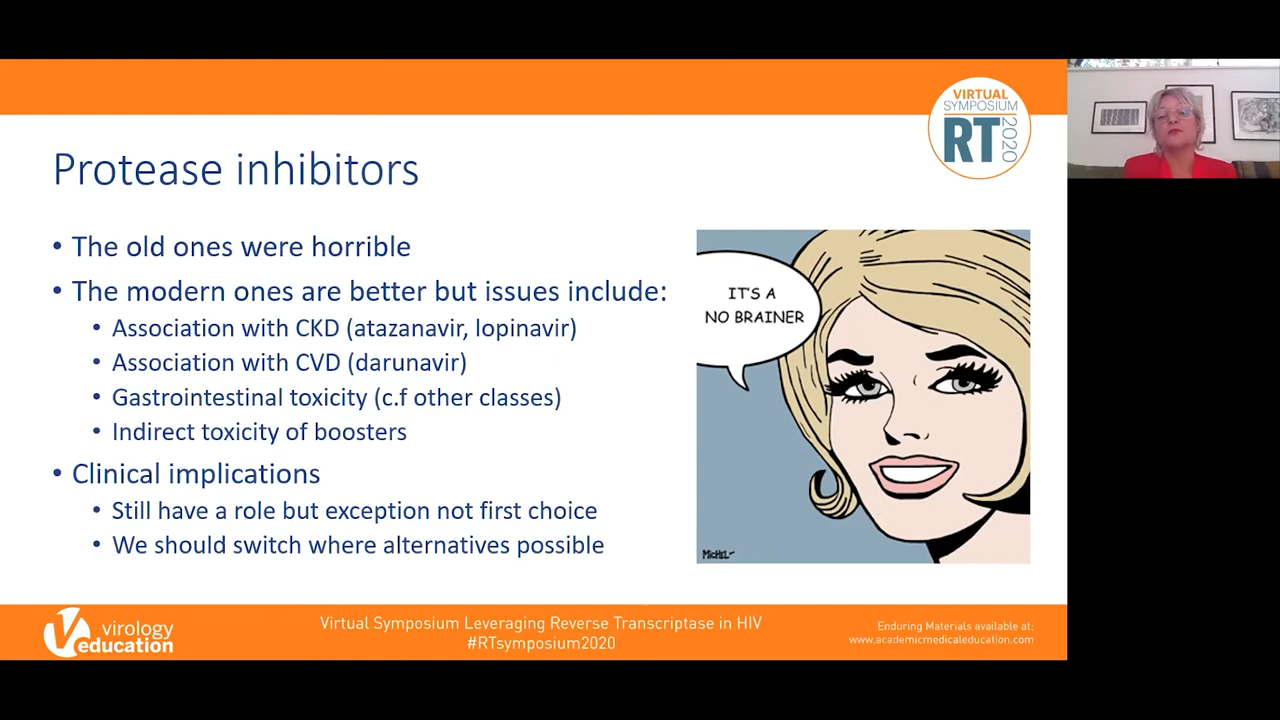 VIRTUAL
SYMPOSIUM
RT
2020
Protease inhibitors
• The old ones were horrible
• The modern ones are better but issues include:
• Association with CKD (atazanavir, lopinavir)
• Association with CVD (darunavir)
• Gastrointestinal toxicity (c.f other classes)
• Indirect toxicity of boosters
• Clinical implications
• Still have a role but exception not first choice
• We should switch where alternatives possible
IT'S A
NO BRAINER
MICHEL
virology
education
Virtual Symposium Leveraging Reverse Transcriptase in HIV
#RTsymposium2020
Enduring Materials available at:
www.academicmedicaleducation.com